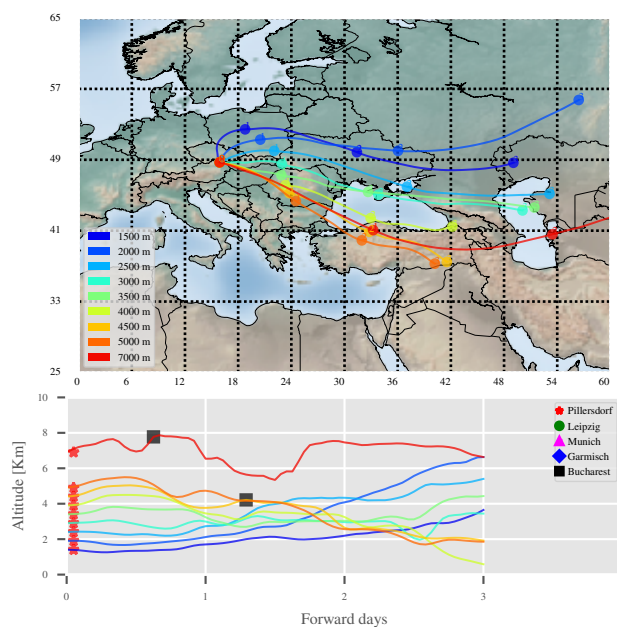 65
57
49
41
33
25
1500 m
2000 m
2500 m
3000 m
3500 m
4000 m
4500 m
5000 m
7000 m
0 6 12 18 24 30 36 42 48 54 60
10
8
6
4
2
0
Altitude [Km]
Pillersdorf
Leipzig
Munich
Garmisch
Bucharest
0 1 2 3
Forward days